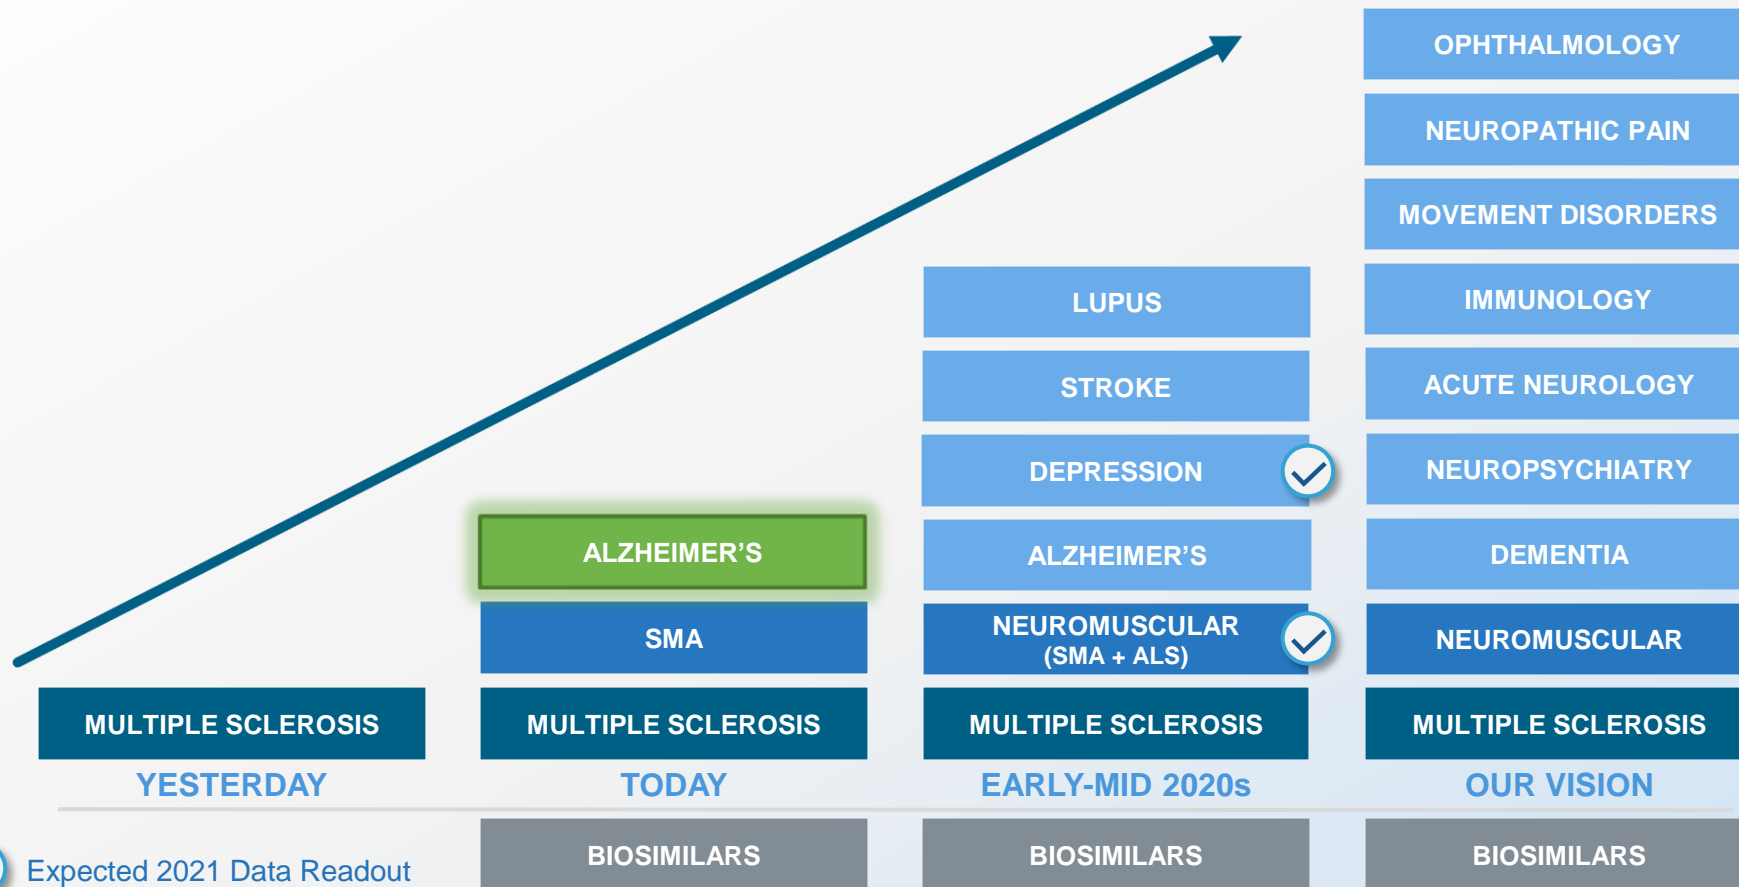 OPHTHALMOLOGY
NEUROPATHIC PAIN
MOVEMENT DISORDERS
LUPUS
IMMUNOLOGY
STROKE
ACUTE NEUROLOGY
DEPRESSION
NEUROPSYCHIATRY
ALZHEIMER'S
ALZHEIMER'S
DEMENTIA
SMA
NEUROMUSCULAR
(SMA + ALS)
NEUROMUSCULAR
MULTIPLE SCLEROSIS
MULTIPLE SCLEROSIS
MULTIPLE SCLEROSIS
MULTIPLE SCLEROSIS
YESTERDAY
TODAY
EARLY-MID 2020s
OUR VISION
BIOSIMILARS
BIOSIMILARS
BIOSIMILARS
Expected 2021 Data Readout